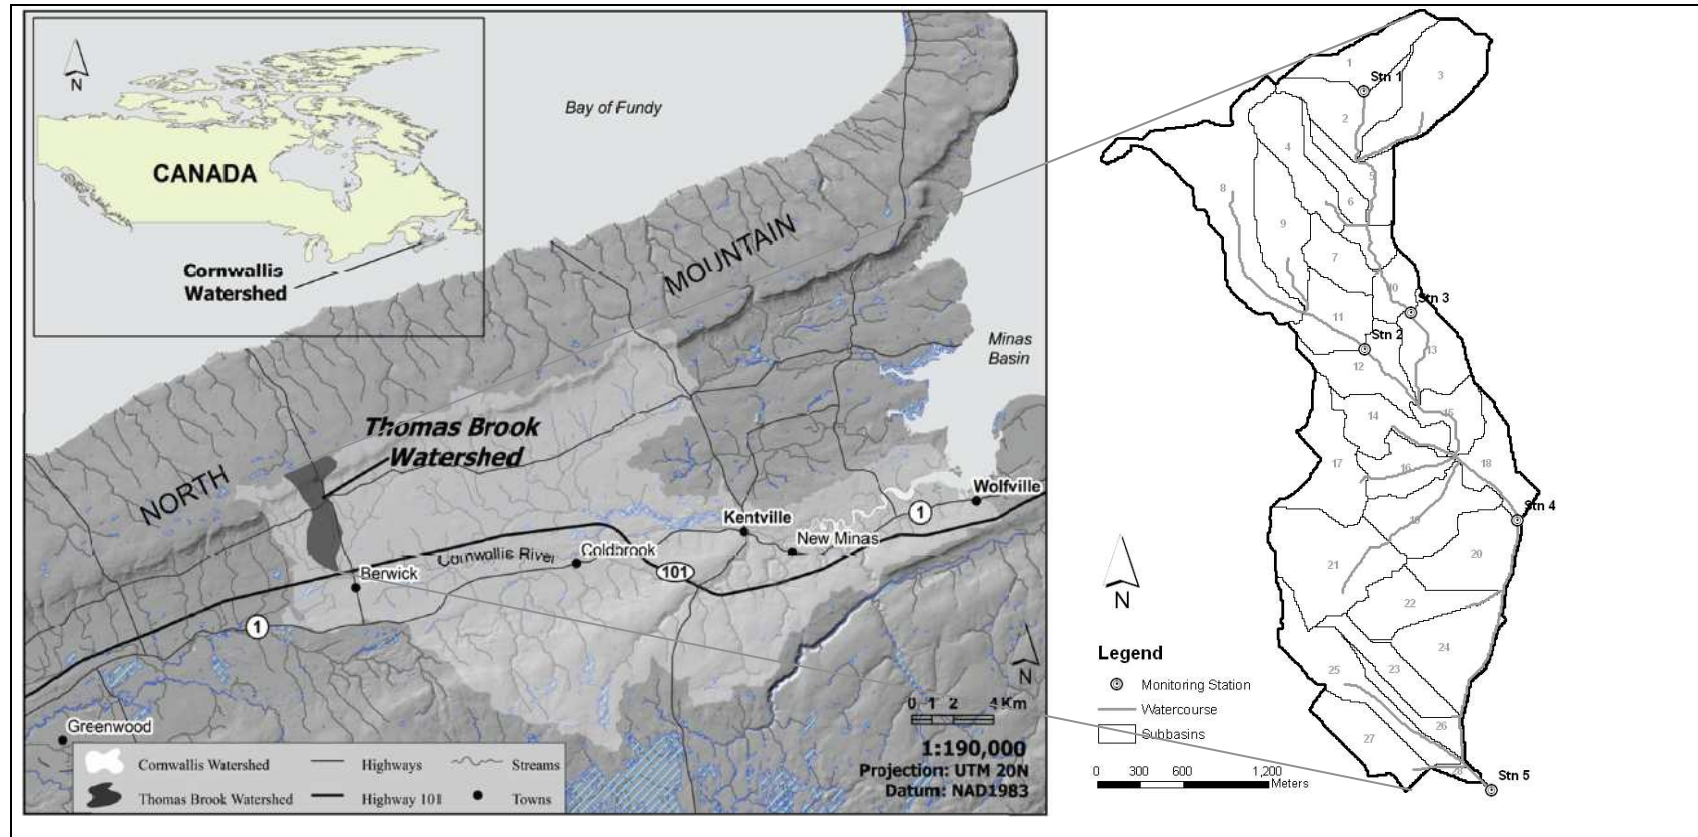 N
CANADA
Cornwallis
Watershed
Bay of Fundy
MOUNTAIN
Minas
Basin
Thomas Brook
Watershed
NORTH
Wolfville
1
Kentville
New Minas
Cornwallis River
Coldbrook
101
Berwick
1
N
0 1 2 4 Km
Greenwood
1:190,000
Projection: UTM 20N
Datum: NAD1983
Cornwallis Watershed
Highways
Streams
Thomas Brook Watershed
Highway 101
Towns
1
3
Stn 1
2
4
5
8
6
9
7
10
Stn 3
11
Stn 2
13
12
14
15
17
16
18
Stn 4
19
20
21
22
24
25
23
26
27
28
Stn 5
N
Legend
Monitoring Station
Watercourse
Subbasins
0 300 600 1,200
Meters